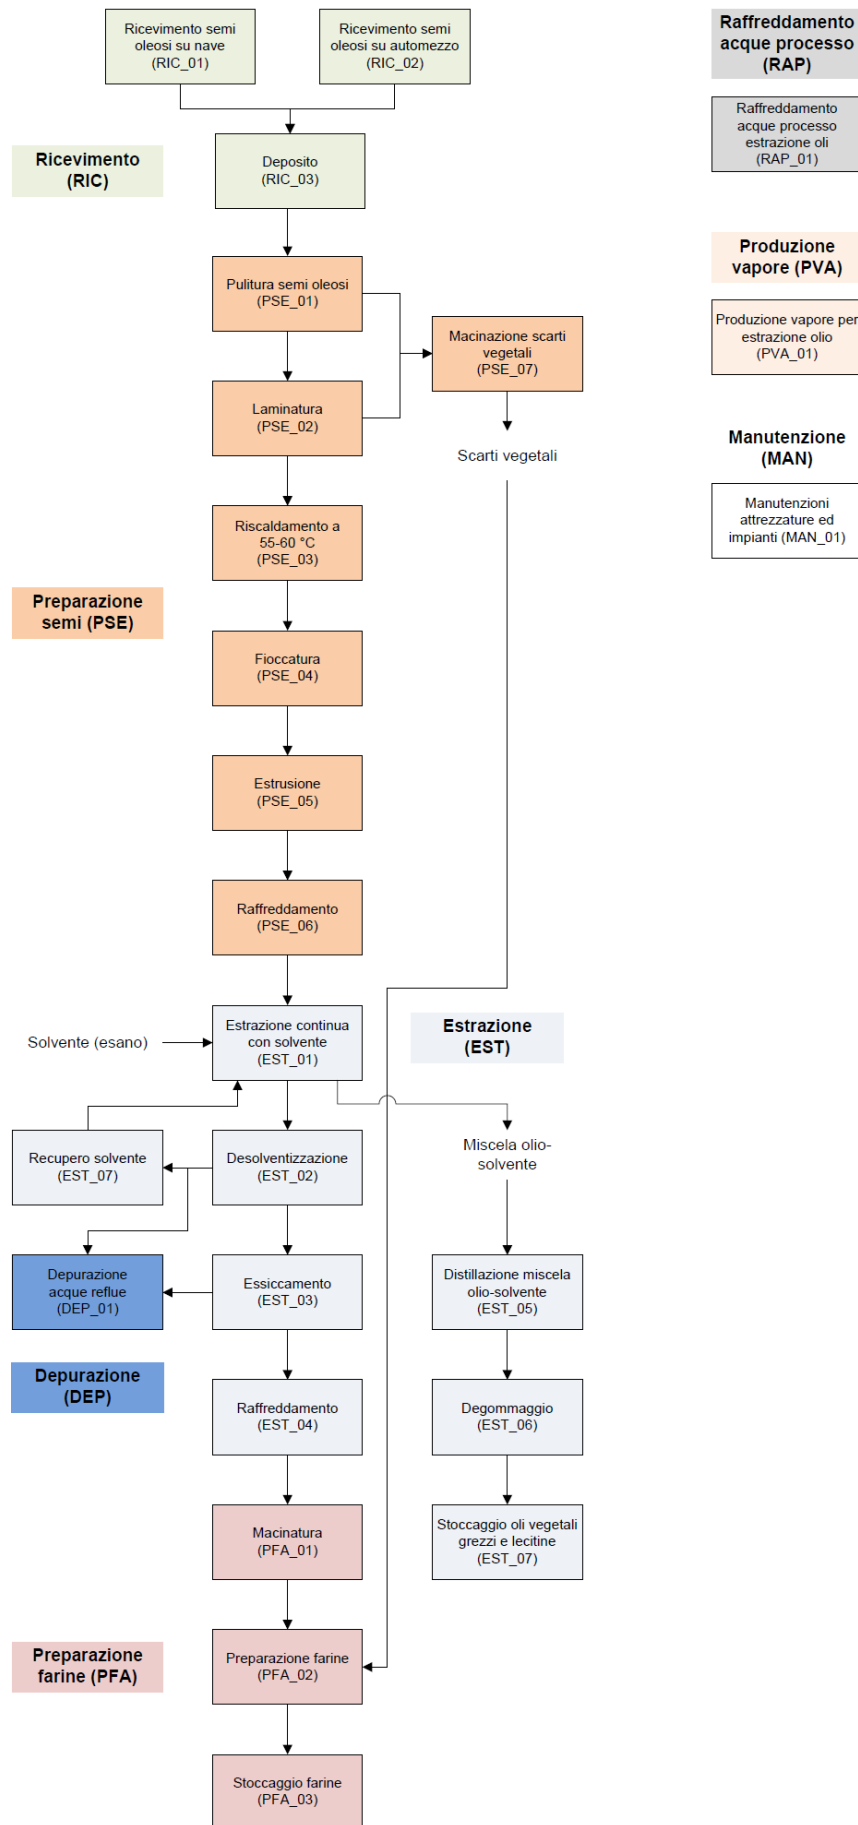 Ricevimento semi
oleosi su nave
(RIC_01)
Ricevimento semi
oleosi su automezzo
(RIC_02)
Raffreddamento
acque processo
(RAP)
Raffreddamento
acque processo
estrazione oli
(RAP_01)
Ricevimento
(RIC)
Deposito
(RIC_03)
Produzione
vapore (PVA)
Pulitura semi oleosi
(PSE_01)
Produzione vapore per
estrazione olio
(PVA_01)
Macinazione scarti
vegetali
(PSE_07)
Laminatura
(PSE_02)
Manutenzione
(MAN)
Scarti vegetali
Manutenzioni
attrezzature ed
impianti (MAN_01)
Riscaldamento a
55-60 °C
(PSE_03)
Preparazione
semi (PSE)
Fioccatura
(PSE_04)
Estrusione
(PSE_05)
Raffreddamento
(PSE_06)
Solvente (esano)
Estrazione continua
con solvente
(EST_01)
Estrazione
(EST)
Recupero solvente
(EST_07)
Desolventizzazione
(EST_02)
Miscela olio-
solvente
Depurazione
acque reflue
(DEP_01)
Essiccamento
(EST_03)
Distillazione miscela
olio-solvente
(EST_05)
Depurazione
(DEP)
Raffreddamento
(EST_04)
Degommaggio
(EST_06)
Macinatura
(PFA_01)
Stoccaggio oli vegetali
grezzi e lecitine
(EST_07)
Preparazione
farine (PFA)
Preparazione farine
(PFA_02)
Stoccaggio farine
(PFA_03)